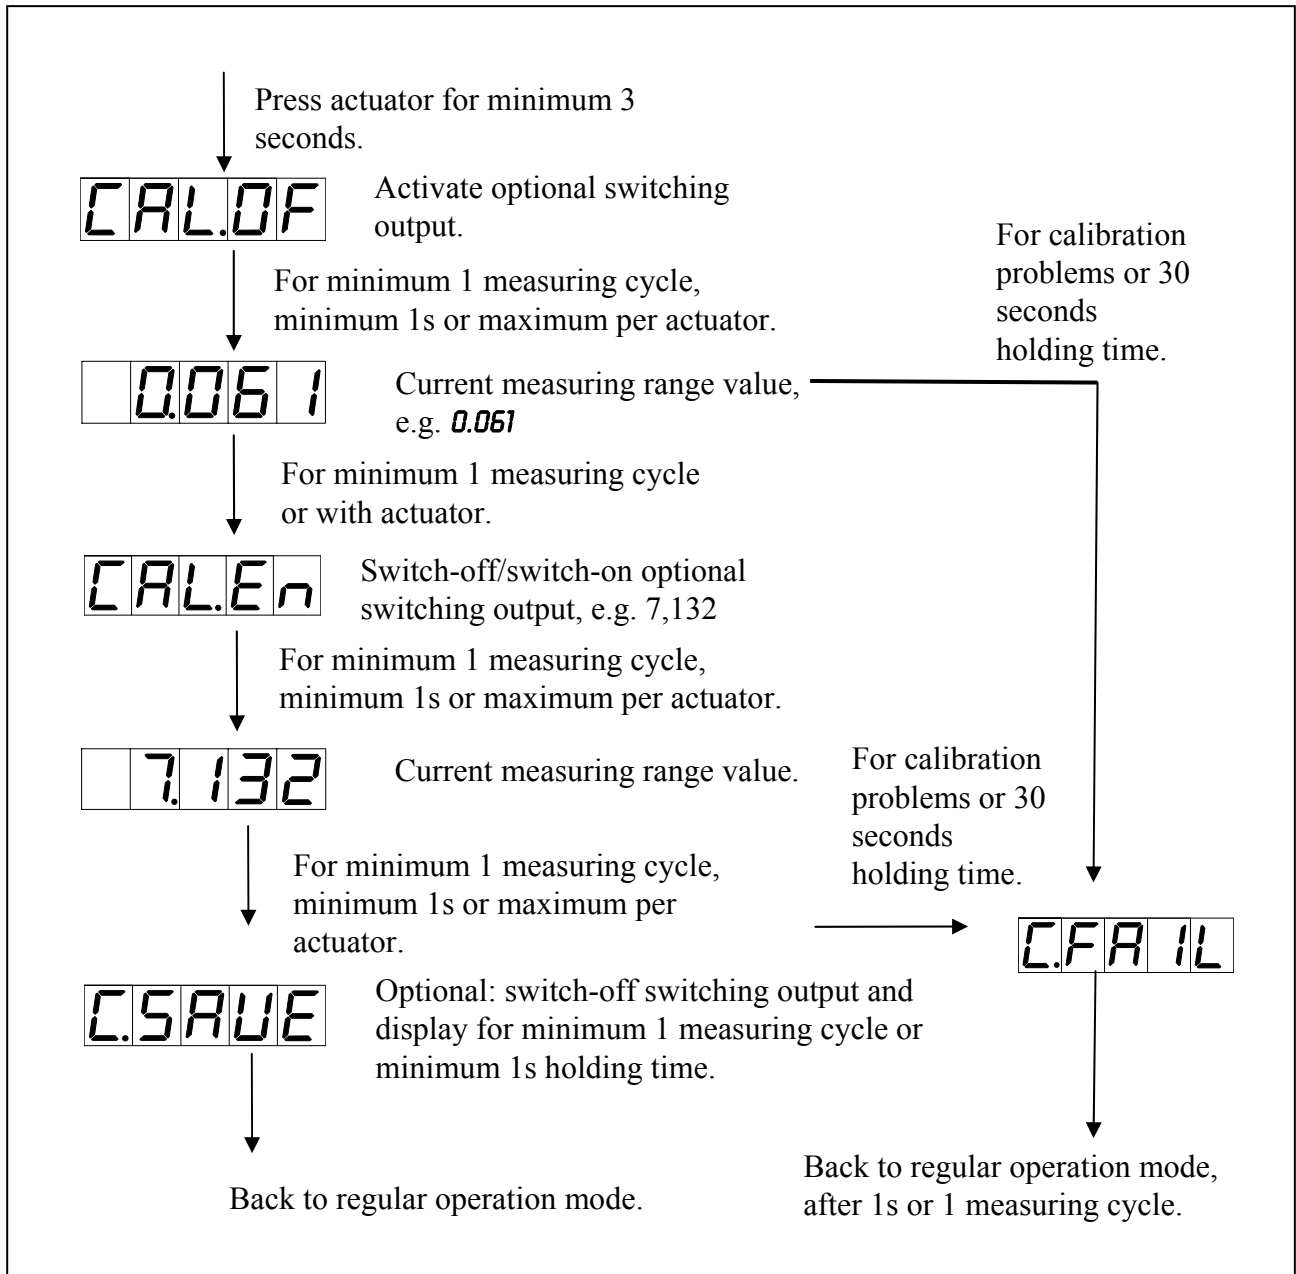 Press actuator for minimum 3
seconds.
CAL.OF
Activate optional switching
output.
For minimum 1 measuring cycle,
minimum 1s or maximum per actuator.
For calibration
problems or 30
seconds
holding time.
0.061
Current measuring range value,
e.g. 0.061
For minimum 1 measuring cycle
or with actuator.
CAL.En
Switch-off/switch-on optional
switching output, e.g. 7,132
For minimum 1 measuring cycle,
minimum 1s or maximum per actuator.
7.132
Current measuring range value.
For calibration
problems or 30
seconds
holding time.
For minimum 1 measuring cycle,
minimum 1s or maximum per
actuator.
C.FAIL
C.SAVE
Optional: switch-off switching output and
display for minimum 1 measuring cycle or
minimum 1s holding time.
Back to regular operation mode.
Back to regular operation mode,
after 1s or 1 measuring cycle.